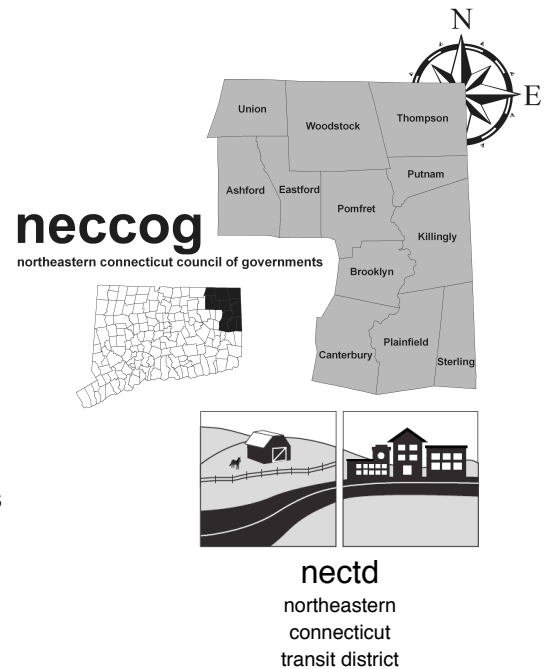 N
E
Union
Woodstock
Thompson
Putnam
Ashford
Eastford
Pomfret
Killingly
neccog
northeastern connecticut council of governments
Brooklyn
Canterbury
Plainfield
Sterling
s
nectd
northeastern
connecticut
transit district